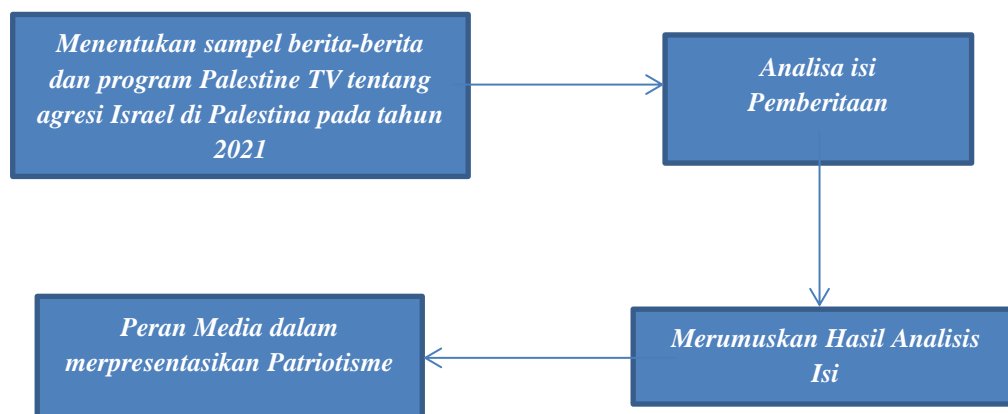 Menentukan sampel berita-berita
dan program Palestine TV tentang
agresi Israel di Palestina pada tahun
2021
Analisa isi
Pemberitaan
Merumuskan Hasil Analisis
Isi
Peran Media dalam
merpresentasikan Patriotisme